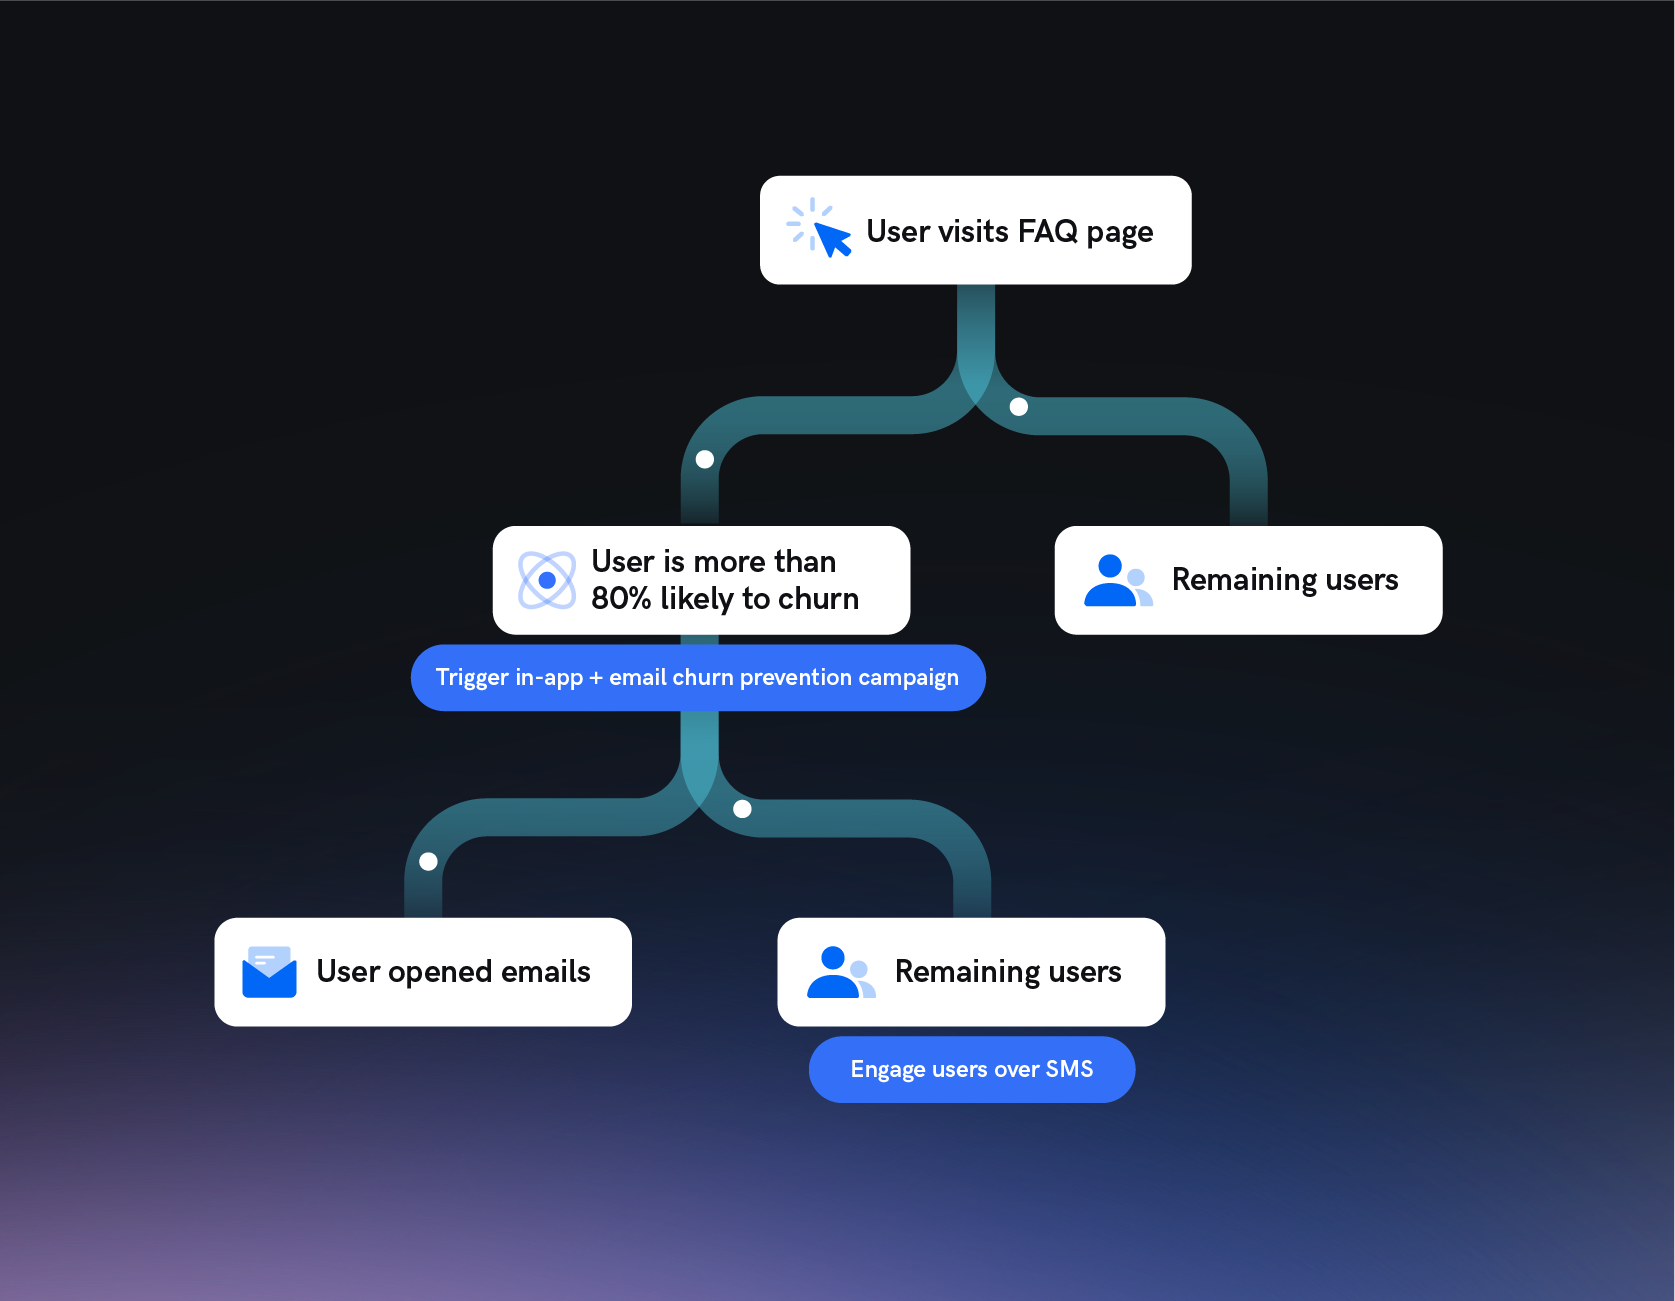 User visits FAQ page
User is more than
80% likely to churn
Remaining users
Trigger in-app + email churn prevention campaign
User opened emails
Remaining users
Engage users over SMS